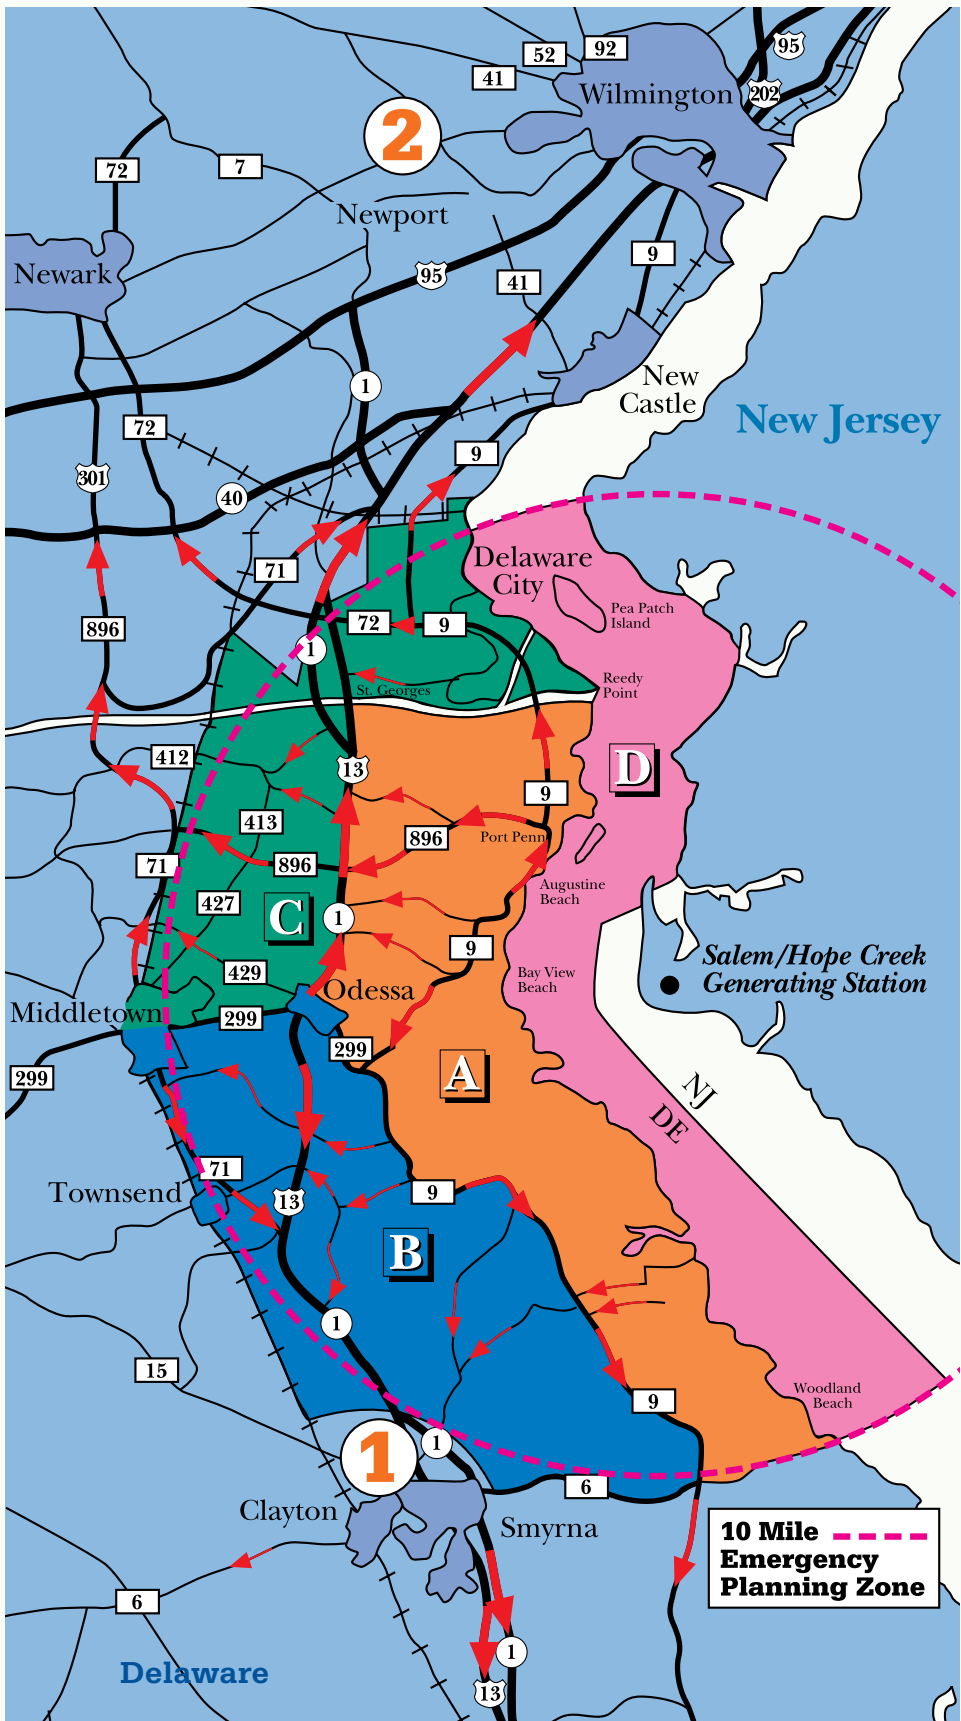 95
52
92
41
202
Wilmington
2
72
7
Newport
9
Newark
95
41
1
New
Castle
New Jersey
72
9
301
40
71
Delaware
City
Pea Patch
Island
896
72
9
1
St. Georges
Reedy
Point
412
13
D
9
413
896
Port Penn
71
896
Augustine
Beach
427
C
1
9
Salem/Hope Creek
Generating Station
429
Bay View
Beach
Odessa
Middletown
299
299
299
A
NJ
DE
71
Townsend
13
9
B
1
15
Woodland
Beach
9
1
1
6
Clayton
Smyrna
10 Mile
Emergency
Planning Zone
6
1
Delaware
13